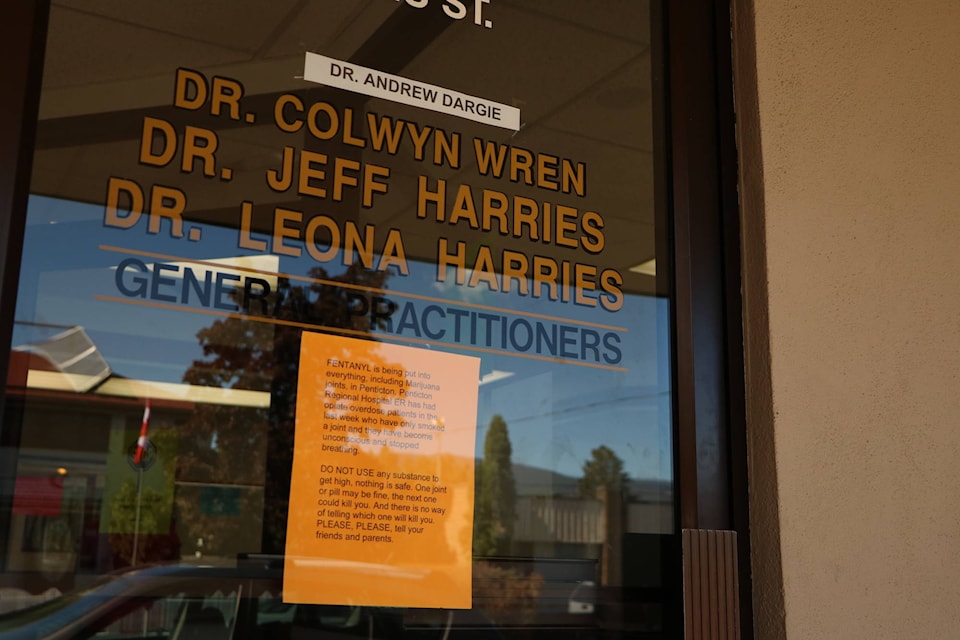 ST.
DR. ANDREW DARGIE
DR. COLWYN WREN
DR. JEFF HARRIES
DR. LEONA HARRIES
GENERAL PRACTITIONERS
FENTANYL is being put into
everything, including Marijuana
joints, in Penticton. Penticton
Regional Hospital ER has had
opiate overdose patients in the
last week who have only smoked
a joint and they have become
unconscious and stopped
breathing.
DO NOT USE any substance to
get high, nothing is safe. One joint
or pill may be fine, the next one
could kill you. And there is no way
of telling which one will kill you.
PLEASE, PLEASE, tell your
friends and parents.